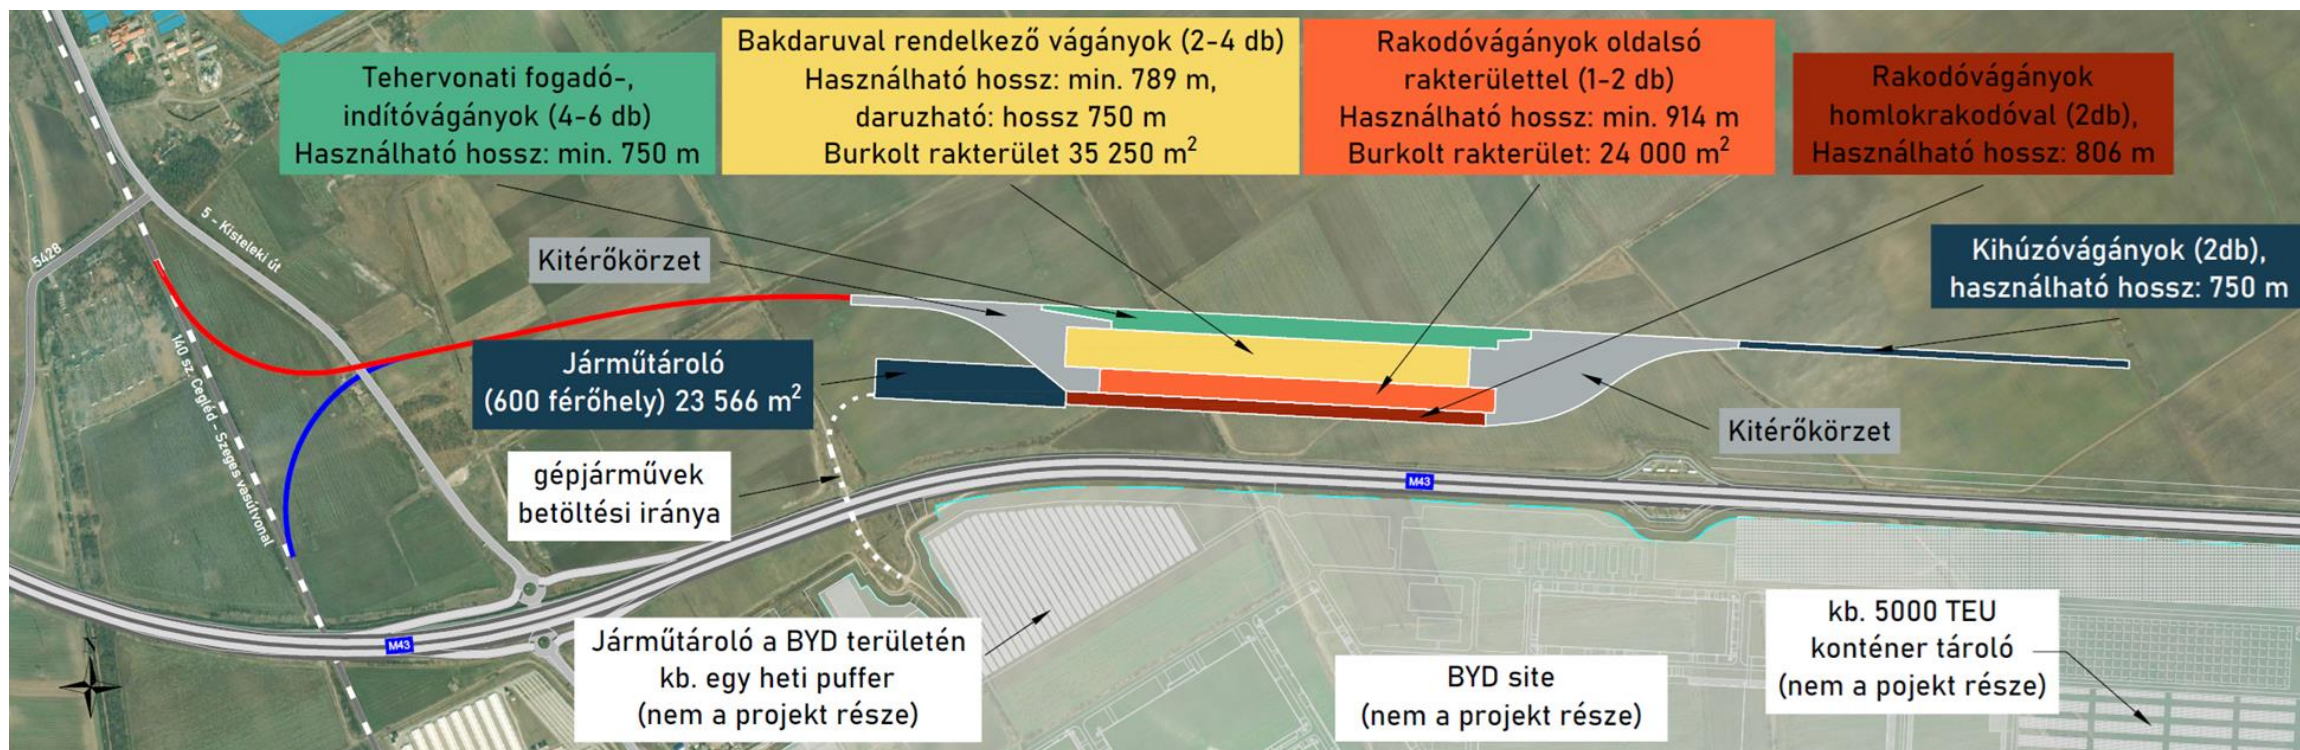 Tehervonati fogadó-,
indítóvágányok (4-6 db)
Használható hossz: min. 750 m
Bakdaruval rendelkező vágányok (2-4 db)
Használható hossz: min. 789 m,
daruzható: hossz 750 m
Burkolt rakterület 35 250 m²
Rakodóvágányok oldalsó
rakterülettel (1-2 db)
Használható hossz: min. 914 m
Burkolt rakterület: 24 000 m²
Rakodóvágányok
homlokrakodóval (2db),
Használható hossz: 806 m
Kitérőkörzet
Kihúzóvágányok (2db),
használható hossz: 750 m
5428
5 - Kisteleki út
140 sz. Cegléd - Szeges vasútvonal
Járműtároló
(600 férőhely) 23 566 m²
Kitérőkörzet
gépjárművek
betöltési iránya
M43
M43
N
Járműtároló a BYD területén
kb. egy heti puffer
(nem a projekt része)
BYD site
(nem a projekt része)
kb. 5000 TEU
konténer tároló
(nem a pojekt része)